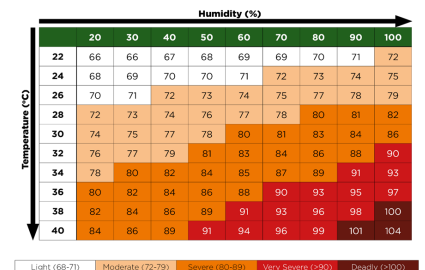 Humidity (%)
20 30 40 50 60 70 80 90 100
Temperature (ºC)
22 66 66 67 68 69 69 70 71 72
24 68 69 70 70 71 72 73 74 75
26 70 71 72 73 74 75 77 78 79
28 72 73 74 76 77 78 80 81 82
30 74 75 77 78 80 81 83 84 86
32 76 77 79 81 83 84 86 88 90
34 78 80 82 84 85 87 89 91 93
36 80 82 84 86 88 90 93 95 97
38 82 84 86 89 91 93 96 98 100
40 84 86 89 91 94 96 99 101 104
Light (68-71) Moderate (72-79) Severe (80-89) Very Severe (>90) Deadly (>100)